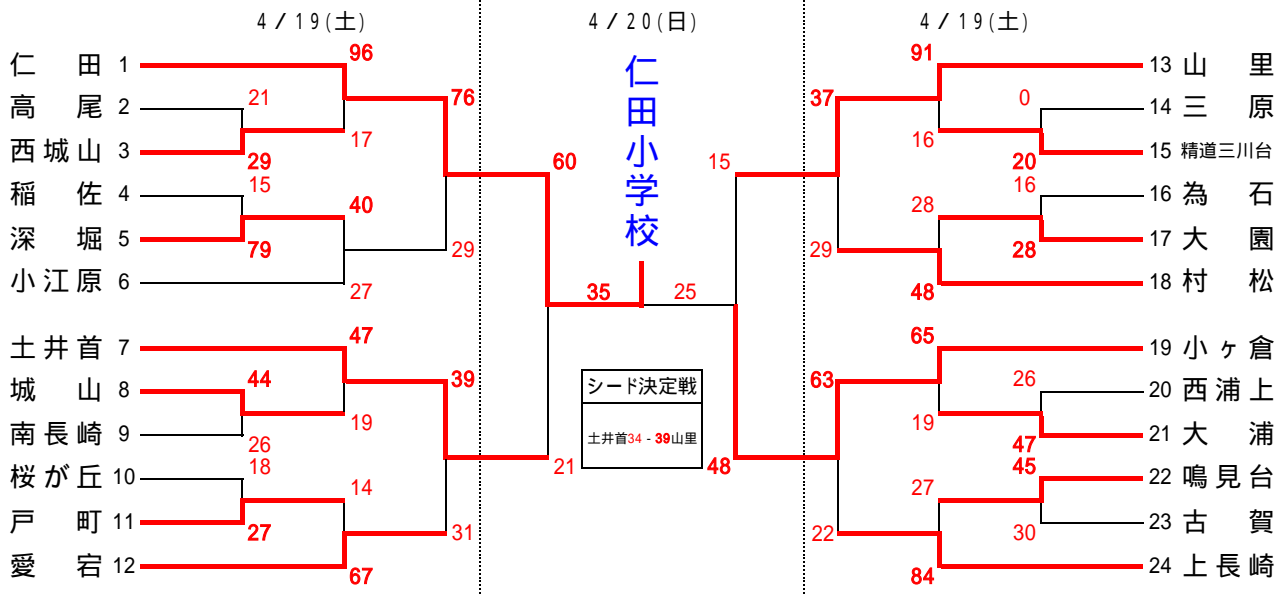 4/19(土)
4/20(日)
4/19(土)
仁田 1
高尾 2
西城山 3
稲佐 4
深堀 5
小江原 6
土井首 7
城山 8
南長崎 9
桜が丘 10
戸町 11
愛宕 12
21
29
15
79
44
26
18
27
96
17
40
27
47
19
14
67
76
29
39
31
60
21
仁田小学校
35
25
シード決定戦
土井首34 - 39山里
15
48
37
29
63
22
91
16
28
48
65
19
27
84
0
20
16
28
26
47
45
30
13 山里
14 三原
15 精道三川台
16 為石
17 大園
18 村松
19 小ヶ倉
20 西浦上
21 大浦
22 鳴見台
23 古賀
24 上長崎